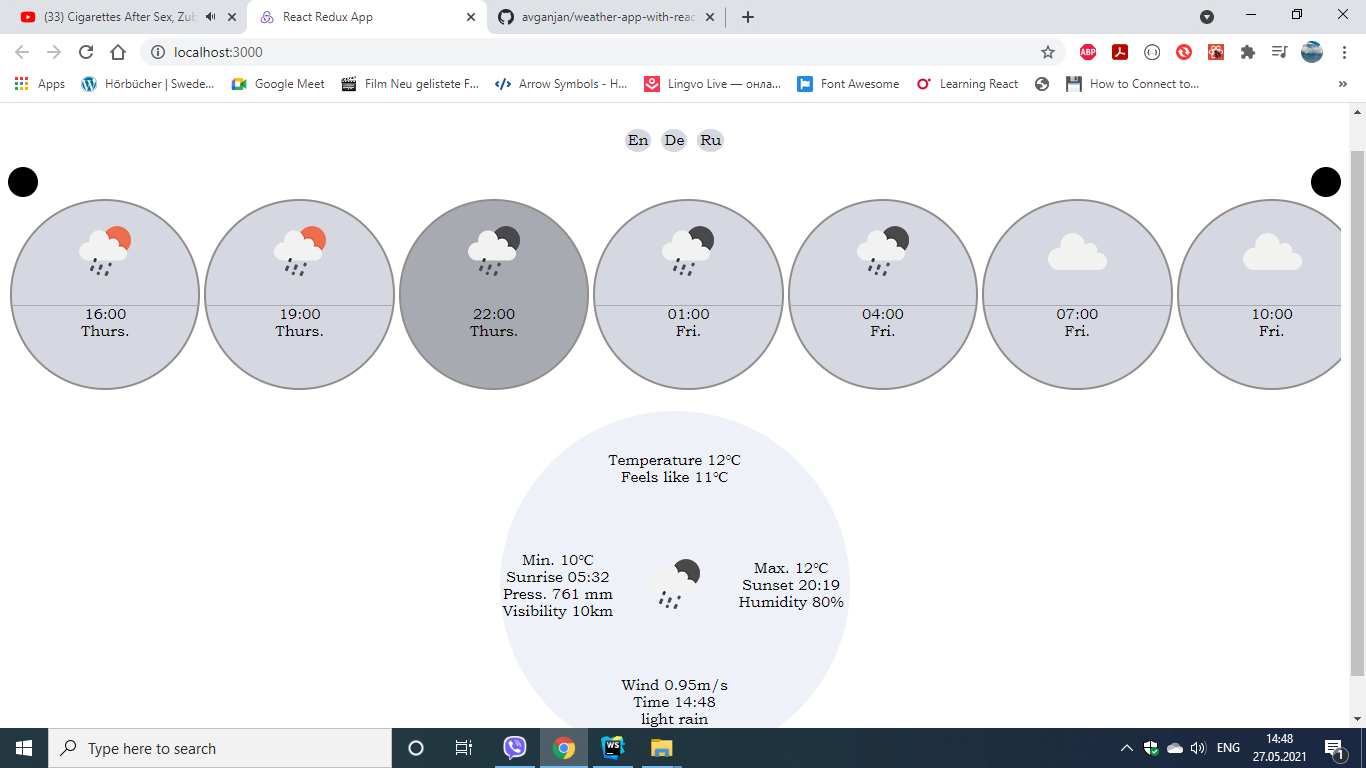 (33) Cigarettes After Sex, Zub
React Redux App
avganjan/weather-app-with-reac
localhost:3000
ABP
Apps
Hörbücher | Swede...
Google Meet
Film Neu gelistete F...
Arrow Symbols - H...
Lingvo Live — онла...
Font Awesome
Learning React
How to Connect to...
»
En De Ru
16:00
Thurs.
19:00
Thurs.
22:00
Thurs.
01:00
Fri.
04:00
Fri.
07:00
Fri.
10:00
Fri.
Temperature 12°C
Feels like 11°C
Min. 10°C
Sunrise 05:32
Press. 761 mm
Visibility 10km
Max. 12°C
Sunset 20:19
Humidity 80%
Wind 0.95m/s
Time 14:48
light rain
Type here to search
WS
ENG
14:48
27.05.2021
1